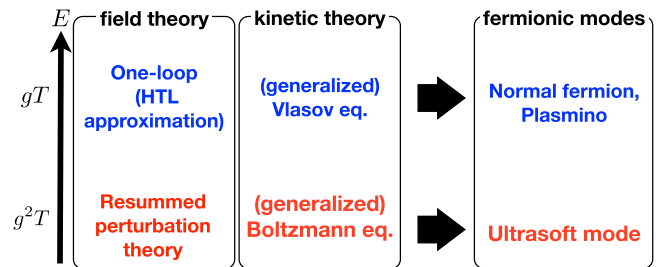 E
field theory
kinetic theory
fermionic modes
gT
One-loop
(HTL
approximation)
(generalized)
Vlasov eq.
Normal fermion,
Plasmino
g²T
Resummed
perturbation
theory
(generalized)
Boltzmann eq.
Ultrasoft mode